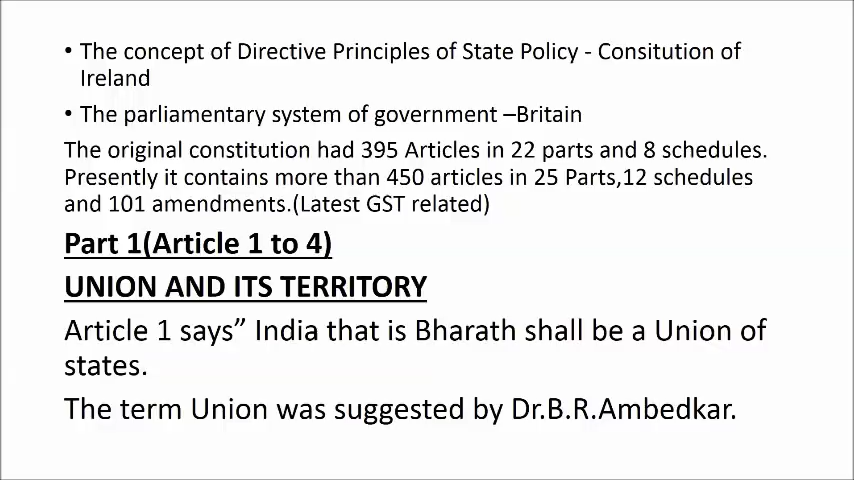 • The concept of Directive Principles of State Policy - Consitution of
Ireland
• The parliamentary system of government –Britain
The original constitution had 395 Articles in 22 parts and 8 schedules.
Presently it contains more than 450 articles in 25 Parts,12 schedules
and 101 amendments.(Latest GST related)
Part 1(Article 1 to 4)
UNION AND ITS TERRITORY
Article 1 says” India that is Bharath shall be a Union of
states.
The term Union was suggested by Dr.B.R.Ambedkar.